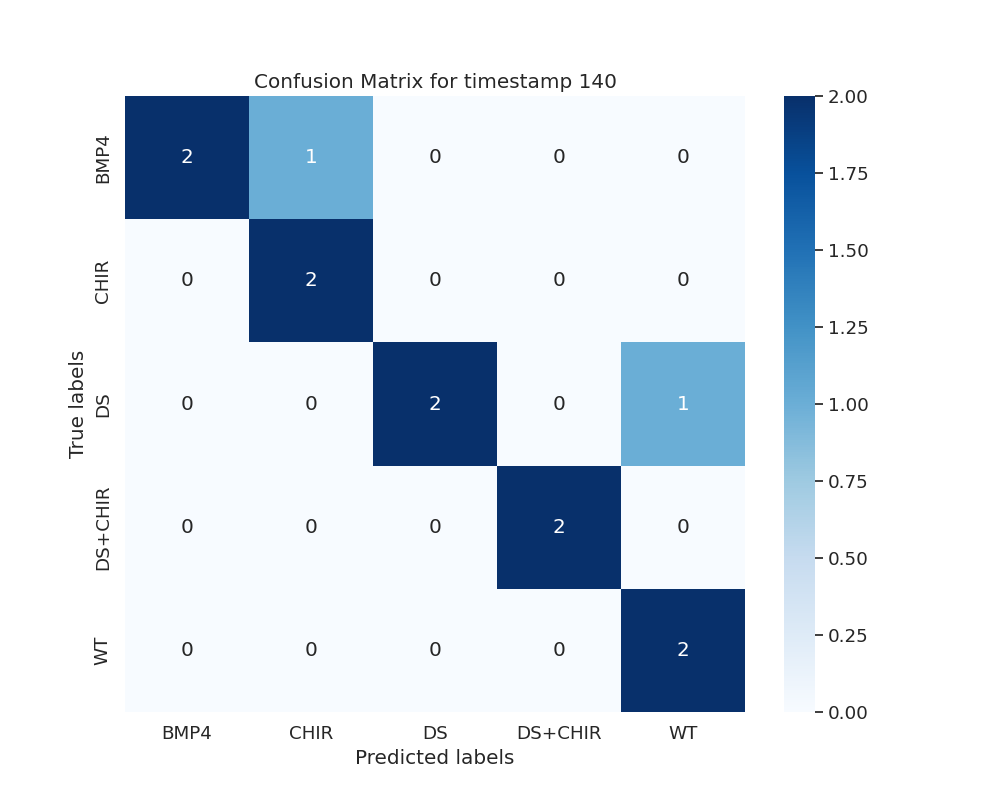 Confusion Matrix for timestamp 140
True labels
BMP4 2 1 0 0 0
CHIR 0 2 0 0 0
DS 0 0 2 0 1
DS+CHIR 0 0 0 2 0
WT 0 0 0 0 2
BMP4 CHIR DS DS+CHIR WT
Predicted labels
2.00
1.75
1.50
1.25
1.00
0.75
0.50
0.25
0.00